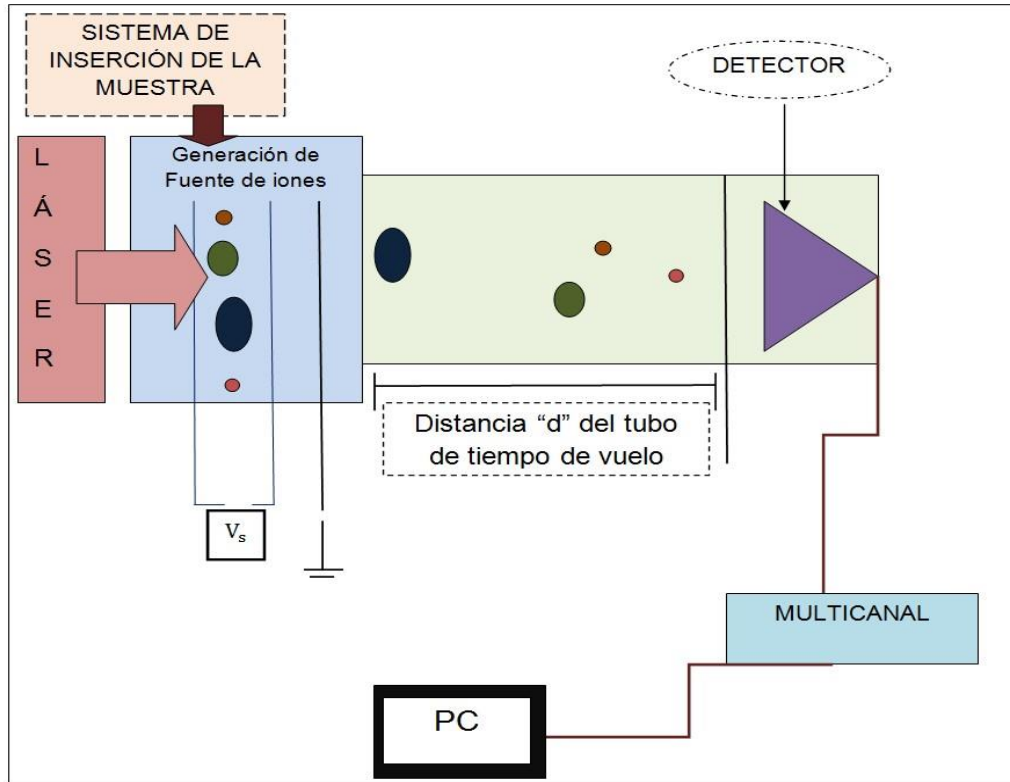 SISTEMA DE
INSERCIÓN DE LA
MUESTRA
DETECTOR
L
Á
S
E
R
Generación de
Fuente de iones
Distancia “d” del tubo
de tiempo de vuelo
Vs
MULTICANAL
PC